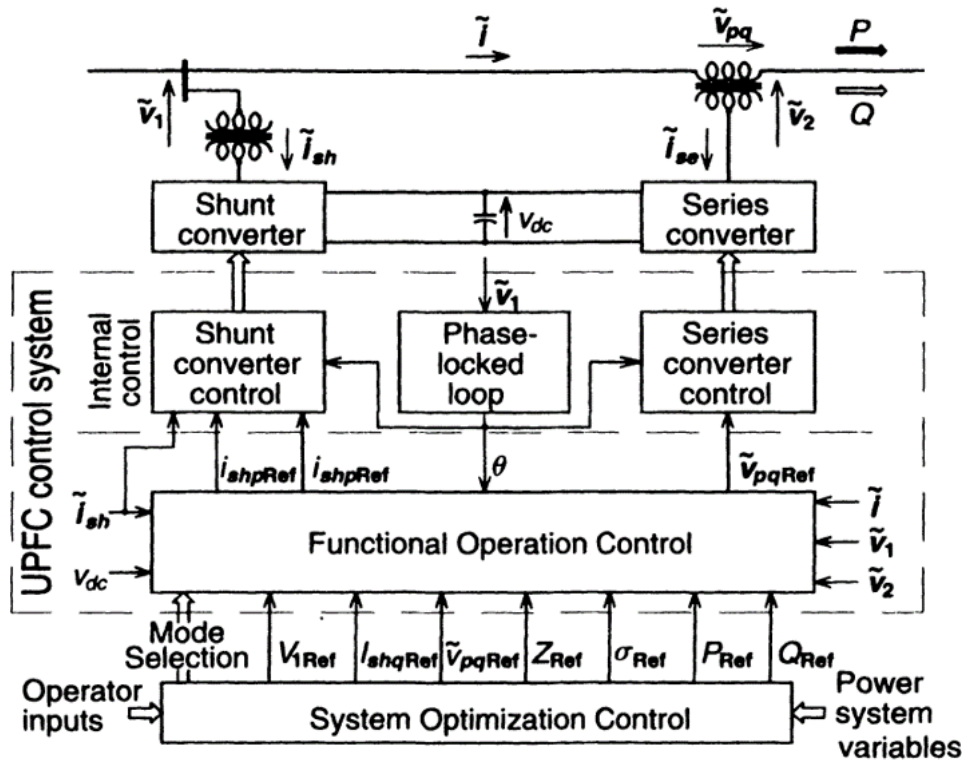 ĩ
ṽpq
P
ṽ1
ĩsh
ĩse
ṽ2
Q
Shunt
converter
vdc
Series
converter
UPFC control system
Internal
control
Shunt
converter
control
ṽ1
Phase-
locked
loop
Series
converter
control
ishpRef
ishpRef
θ
ṽpqRef
ĩsh
vdc
Functional Operation Control
ĩ
ṽ1
ṽ2
Mode
Selection
V1Ref
IshqRef
ṽpqRef
ZRef
σRef
PRef
QRef
Operator
inputs
System Optimization Control
Power
system
variables